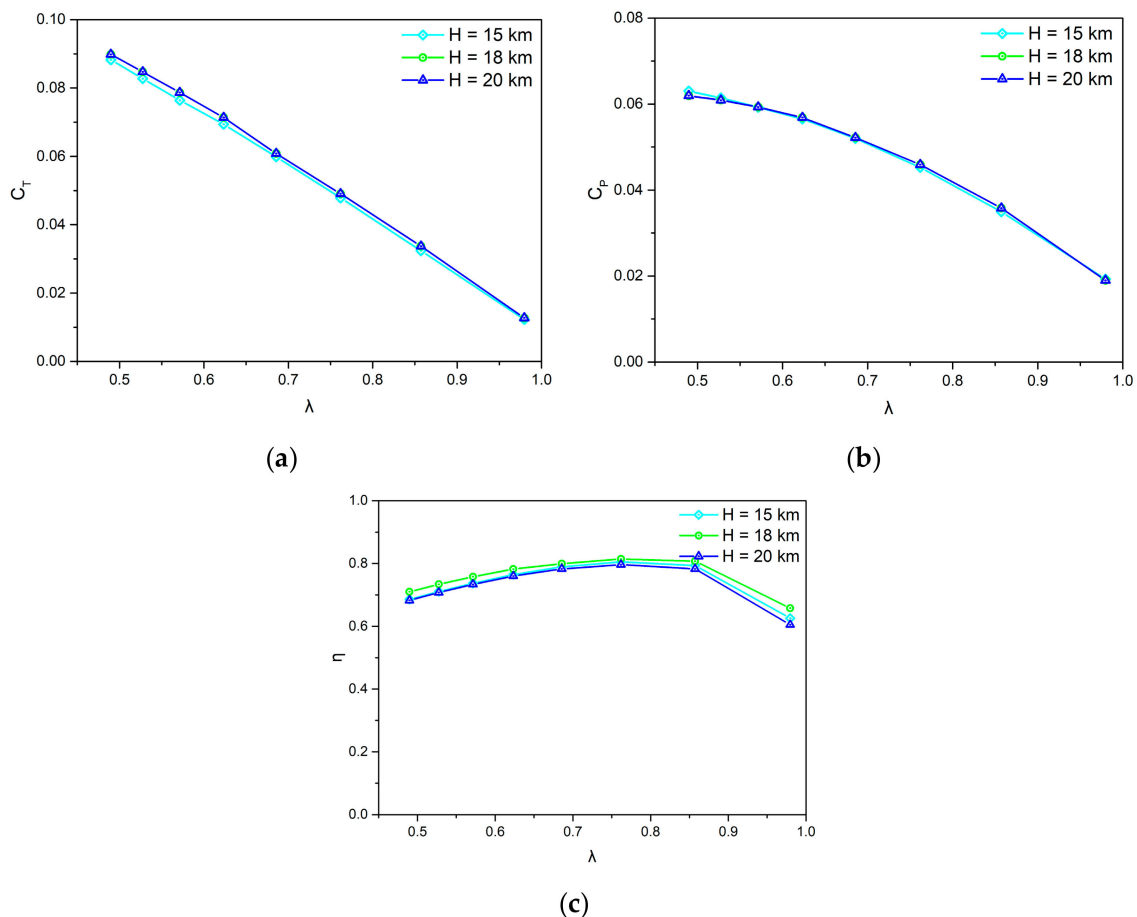 0.10
0.08
0.06
0.04
0.02
0.00
C_T
0.5 0.6 0.7 0.8 0.9 1.0
λ
H = 15 km
H = 18 km
H = 20 km
(a)
0.08
0.06
0.04
0.02
0.00
C_P
0.5 0.6 0.7 0.8 0.9 1.0
λ
H = 15 km
H = 18 km
H = 20 km
(b)
1.0
0.8
0.6
0.4
0.2
0.0
η
0.5 0.6 0.7 0.8 0.9 1.0
λ
H = 15 km
H = 18 km
H = 20 km
(c)